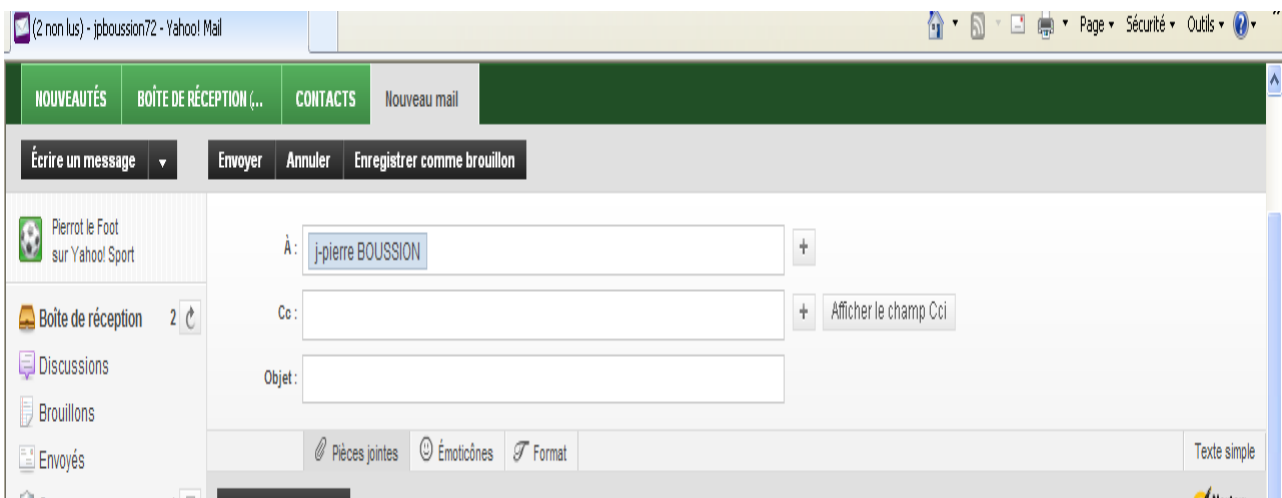 (2 non lus) - jpboussion72 - Yahoo! Mail
Page Sécurité Outils
NOUVEAUTÉS BOÎTE DE RÉCEPTION (... CONTACTS Nouveau mail
Écrire un message Envoyer Annuler Enregistrer comme brouillon
Pierrot le Foot
sur Yahoo! Sport
À : j-pierre BOUSSION +
Boîte de réception 2
Cc : + Afficher le champ Cci
Discussions
Objet :
Brouillons
Envoyés
Pièces jointes Émoticônes Format Texte simple